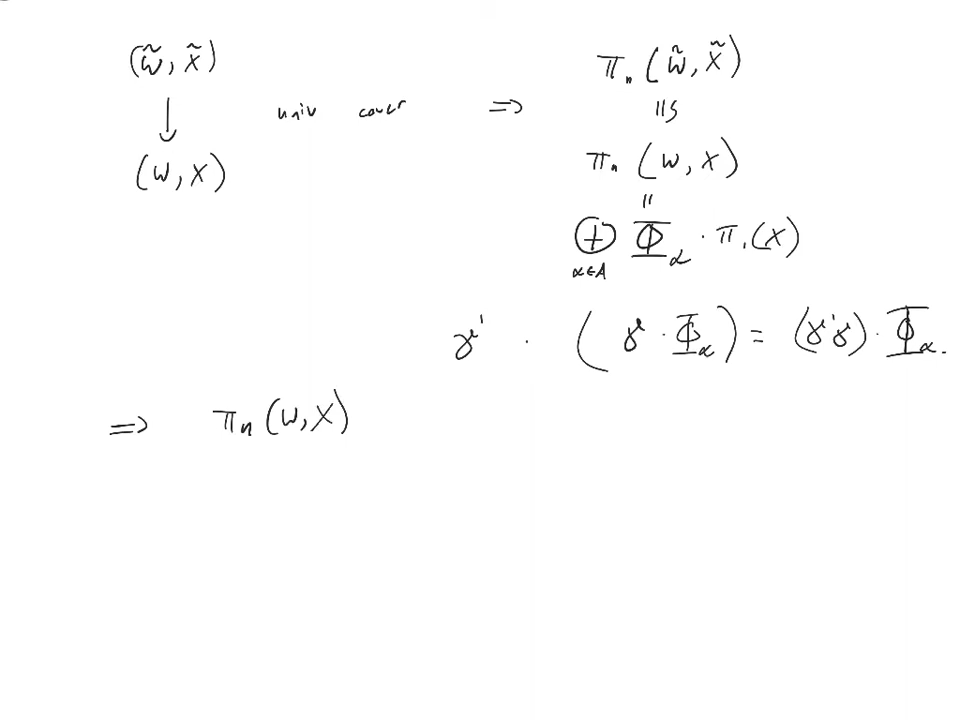 (W̃, X̃)
↓ univ cover ⇒
(W, X)
π_n (W̃, X̃)
||S
π_n (W, X)
||
⊕_{α∈A} Φ_α · π_1(X)
γ' · (γ · Φ_α) = (γ'γ) · Φ_α.
⇒ π_n (W, X)